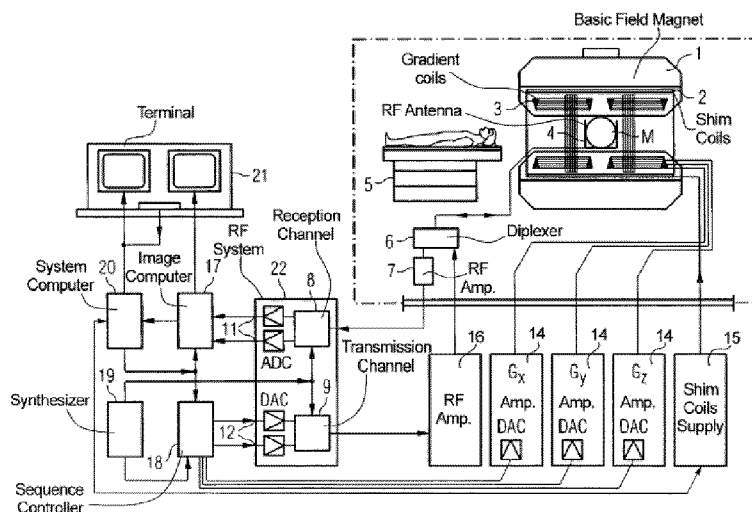 Basic Field Magnet
1
Gradient
coils
2
3
RF Antenna
Shim
Coils
4
M
Terminal
21
5
Reception
Channel
RF
System
6
Diplexer
Image
Computer
System
Computer
20
17
22
8
7
RF
Amp.
11
ADC
Transmission
Channel
16
14
14
14
15
19
Synthesizer
DAC
9
12
RF
Amp.
Gx
Amp.
DAC
Gy
Amp.
DAC
Gz
Amp.
DAC
Shim
Coils
Supply
18
Sequence
Controller